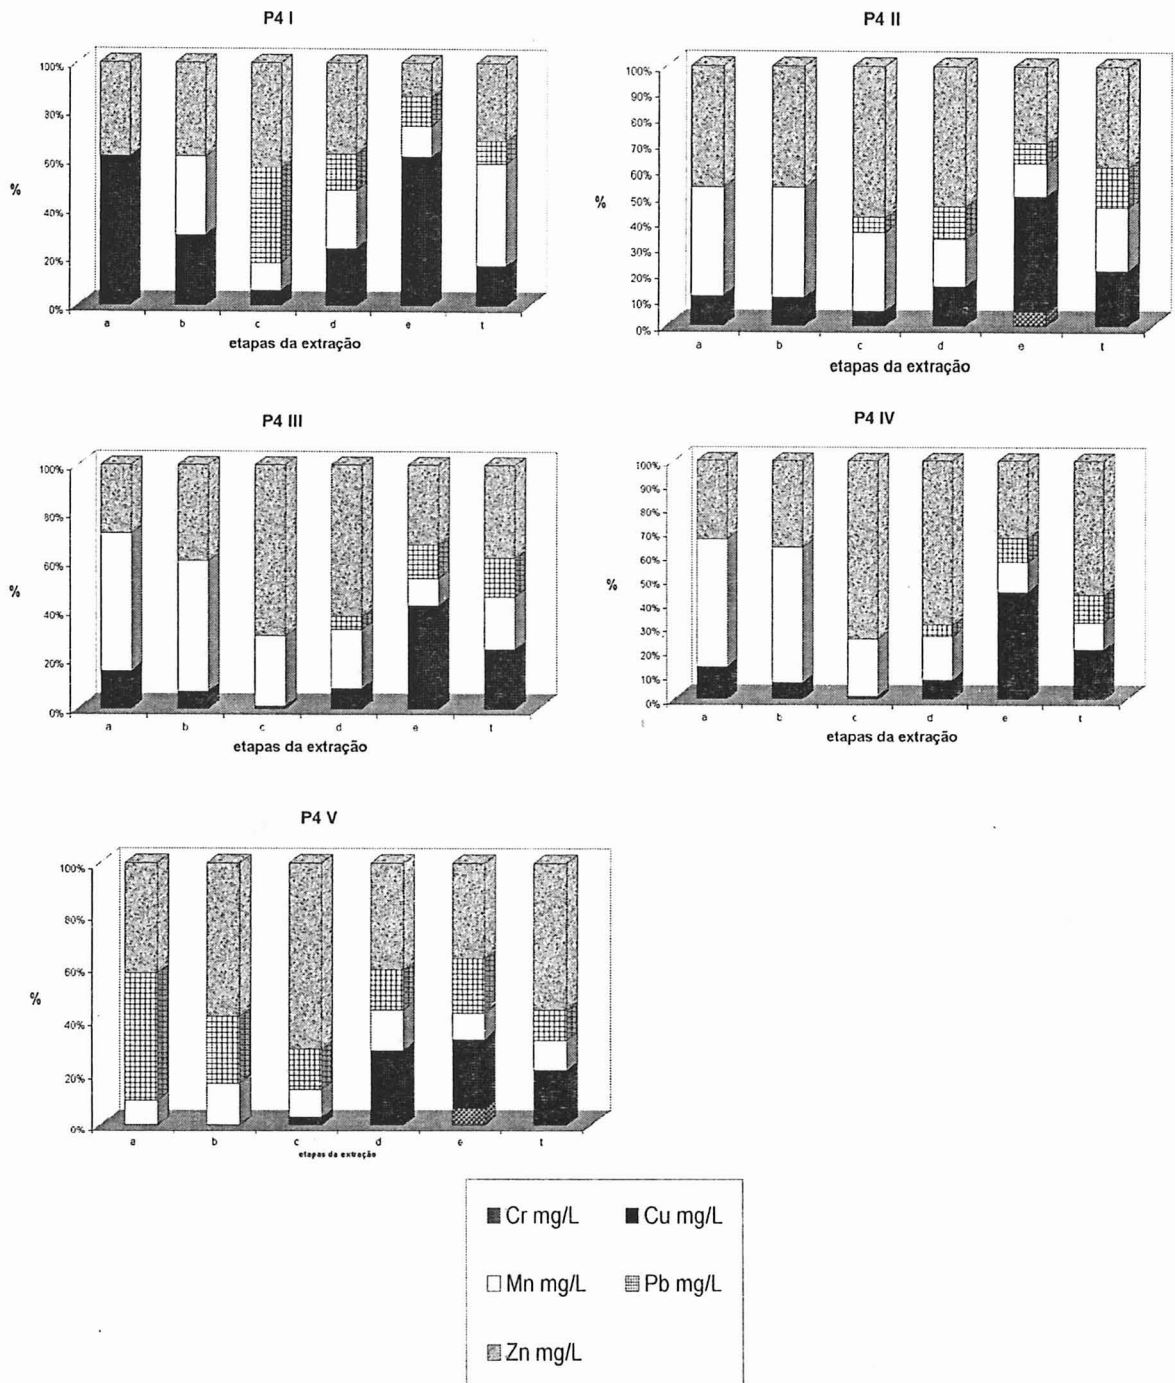 P4 I
100%
80%
60%
40%
20%
0%
%
a b c d e t
etapas da extração
P4 II
100%
90%
80%
70%
60%
50%
40%
30%
20%
10%
0%
%
a b c d e t
etapas da extração
P4 III
100%
80%
60%
40%
20%
0%
%
a b c d e t
etapas da extração
P4 IV
100%
90%
80%
70%
60%
50%
40%
30%
20%
10%
0%
%
a b c d e t
etapas da extração
P4 V
100%
80%
60%
40%
20%
0%
%
a b c d e t
etapas da extração
Cr mg/L Cu mg/L
Mn mg/L Pb mg/L
Zn mg/L